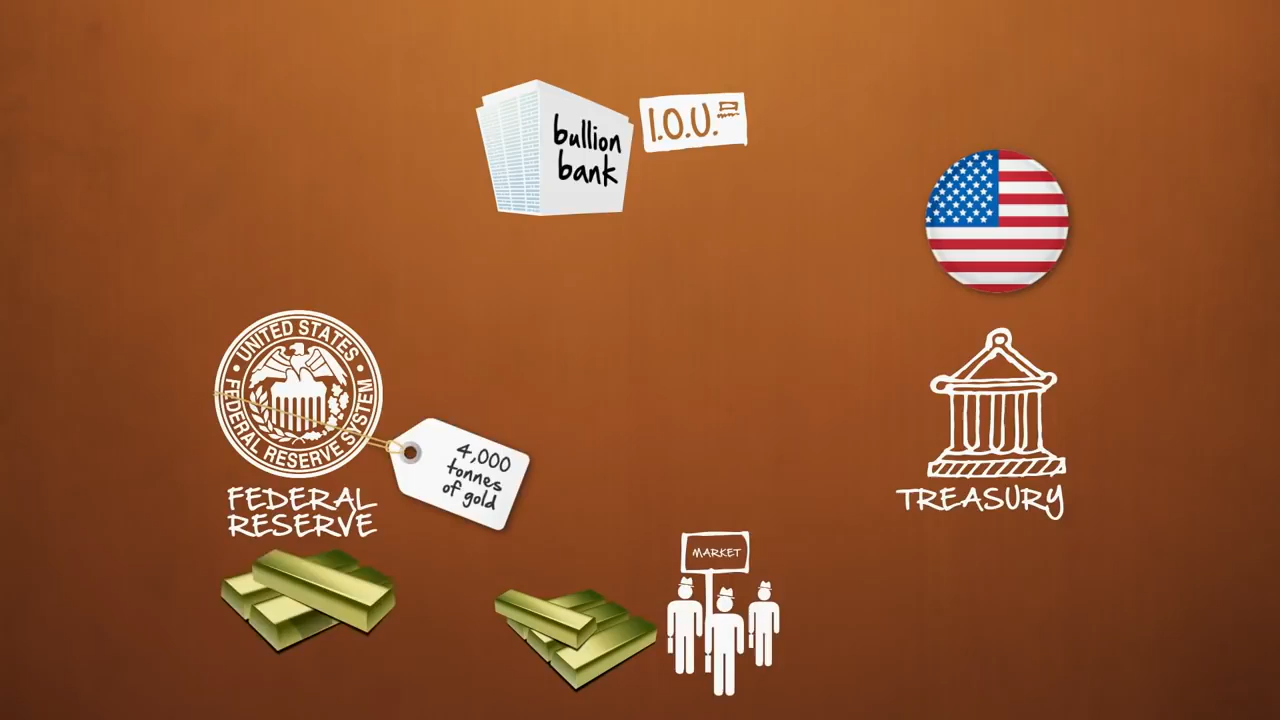 bullion
bank
I.O.U.
UNITED STATES
FEDERAL RESERVE SYSTEM
FEDERAL
RESERVE
4,000
tonnes
of gold
TREASURY
MARKET